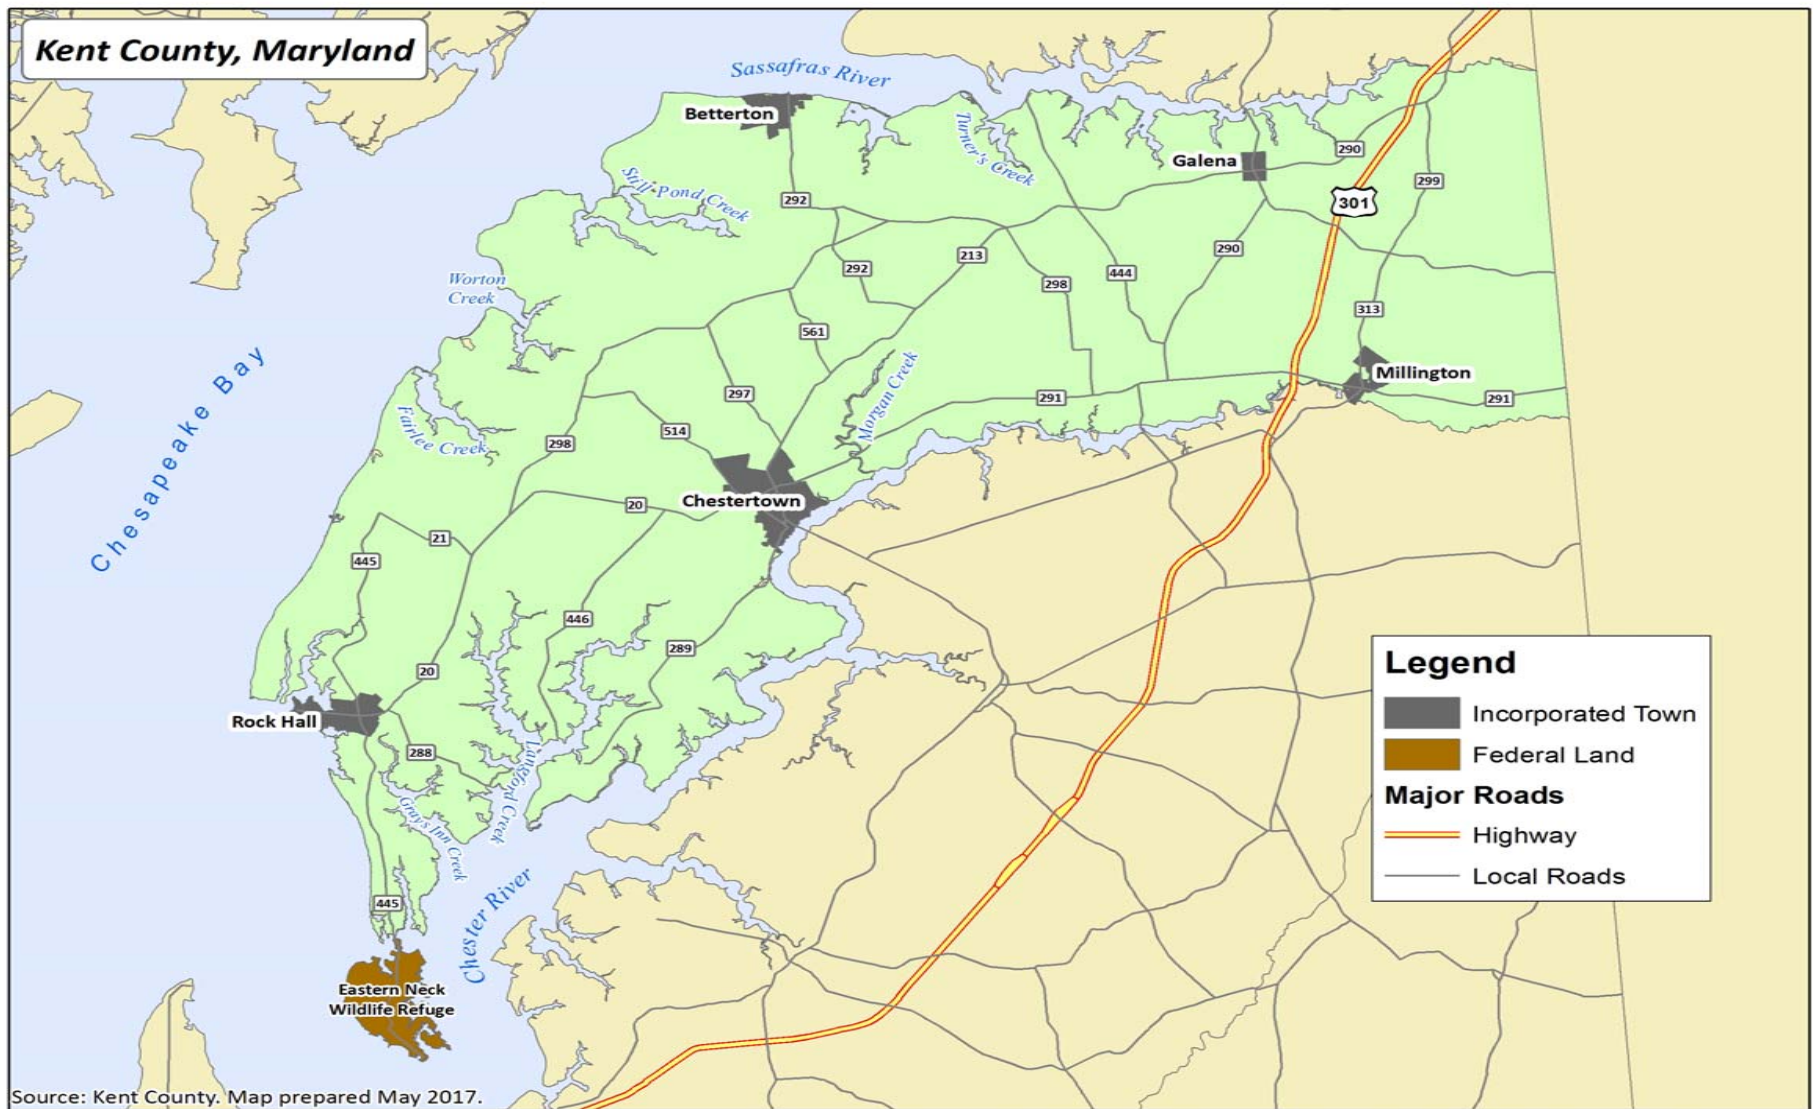 Kent County, Maryland
Sassafras River
Betterton
Turner's Creek
Galena
290
299
301
Still Pond Creek
292
290
292
213
444
298
Worton
Creek
313
561
Morgan Creek
Millington
297
291
291
Chesapeake Bay
Fairlee Creek
514
298
Chestertown
20
21
445
446
289
20
Rock Hall
288
Langford Creek
Grays Inn Creek
445
Chester River
Eastern Neck
Wildlife Refuge
Legend
Incorporated Town
Federal Land
Major Roads
Highway
Local Roads
Source: Kent County. Map prepared May 2017.